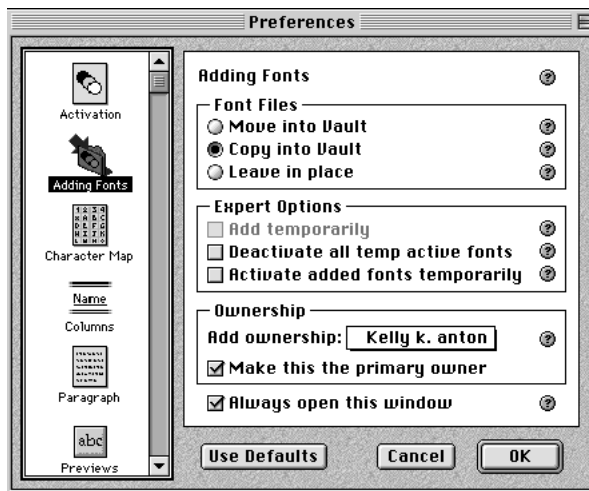 Preferences
Activation
Adding Fonts
Character Map
Name
Columns
Paragraph
abc
Previews
Adding Fonts
Font Files
Move into Vault
Copy into Vault
Leave in place
Expert Options
Add temporarily
Deactivate all temp active fonts
Activate added fonts temporarily
Ownership
Add ownership: Kelly k. anton
Make this the primary owner
Always open this window
Use Defaults Cancel OK